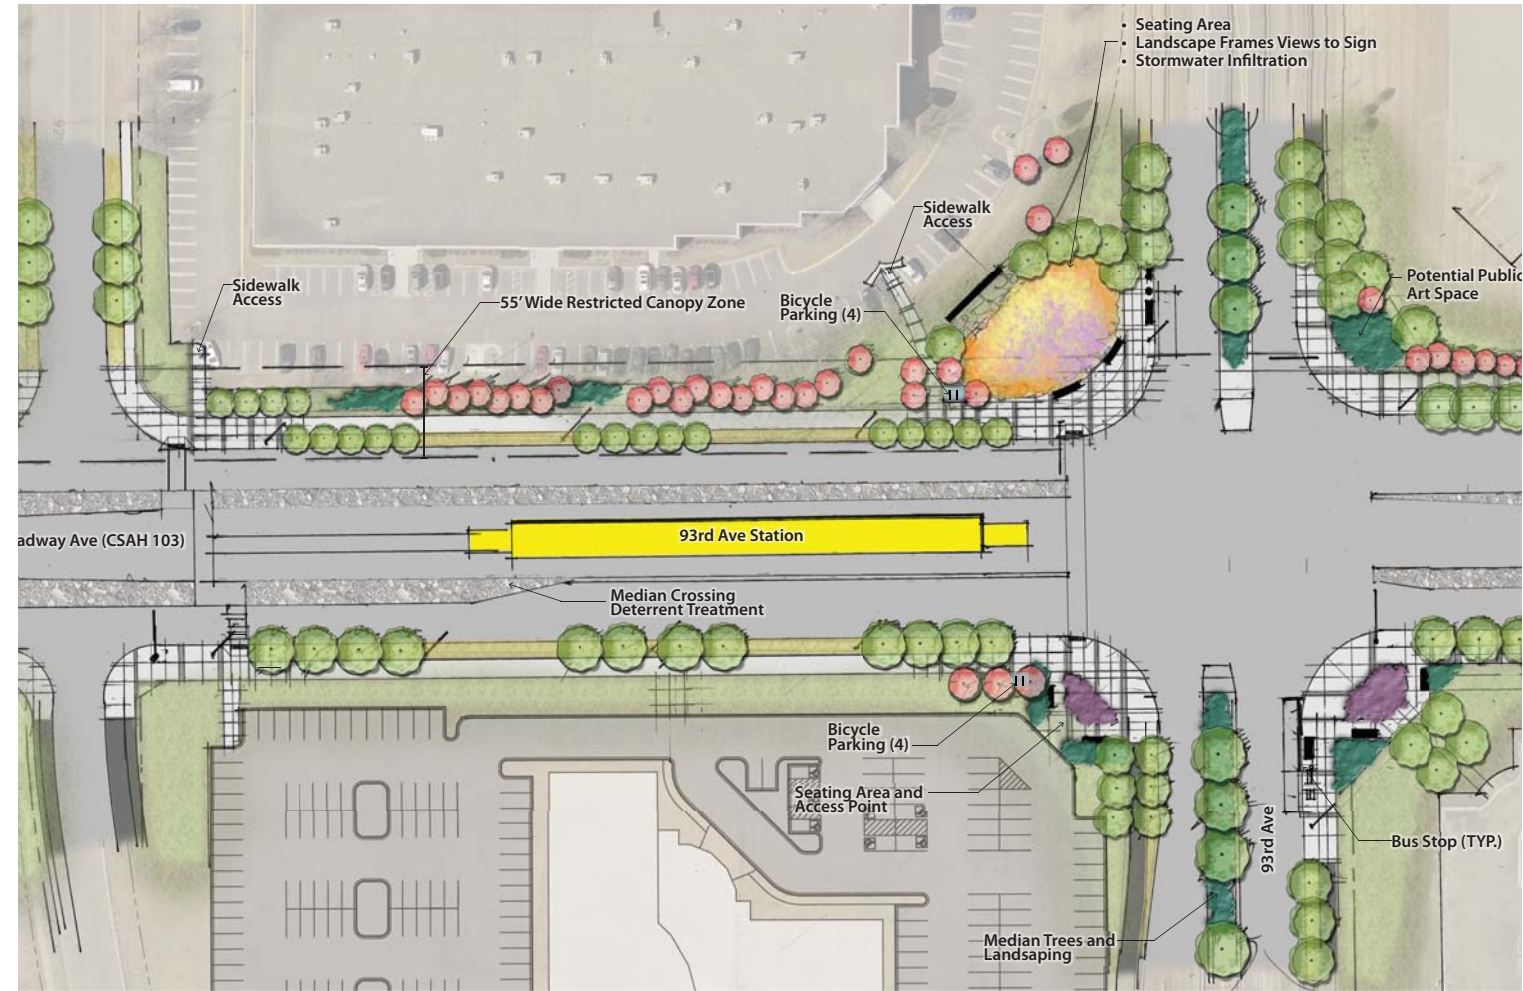 • Seating Area
• Landscape Frames Views to Sign
• Stormwater Infiltration
Sidewalk
Access
Sidewalk
Access
55' Wide Restricted Canopy Zone
Bicycle
Parking (4)
Potential Public
Art Space
adway Ave (CSAH 103)
93rd Ave Station
Median Crossing
Deterrent Treatment
Bicycle
Parking (4)
Seating Area and
Access Point
93rd Ave
Bus Stop (TYP.)
Median Trees and
Landsaping